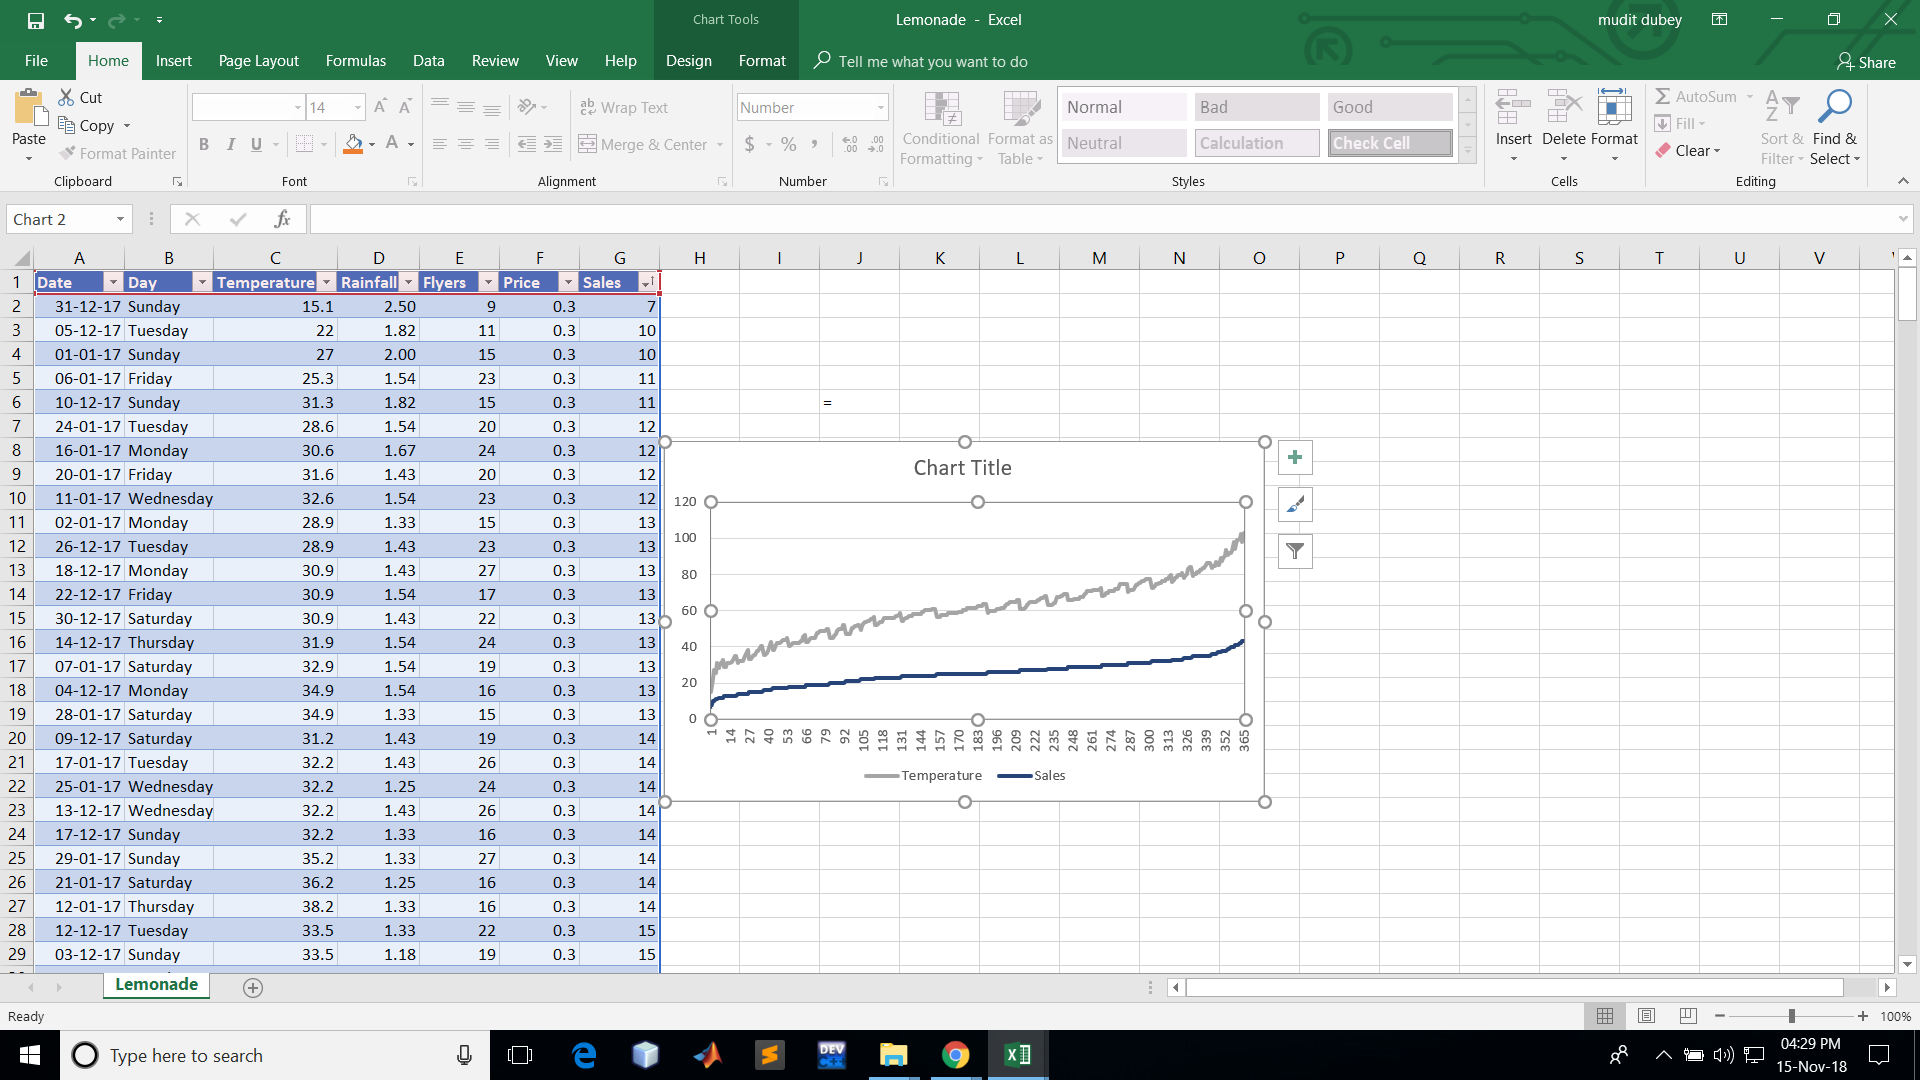 Chart Tools
Lemonade - Excel
mudit dubey
File Home Insert Page Layout Formulas Data Review View Help Design Format Tell me what you want to do Share
Paste
Cut
Copy
Format Painter
Clipboard
14
B I U A
Font
Wrap Text
Merge & Center
Alignment
Number
$ % ,
Number
Conditional Formatting
Format as Table
Normal Bad Good
Neutral Calculation Check Cell
Styles
Insert Delete Format
Cells
AutoSum
Fill
Clear
Sort & Filter
Find & Select
Editing
Chart 2 fx
A B C D E F G H I J K L M N O P Q R S T U V
1 Date Day Temperature Rainfall Flyers Price Sales
2 31-12-17 Sunday 15.1 2.50 9 0.3 7
3 05-12-17 Tuesday 22 1.82 11 0.3 10
4 01-01-17 Sunday 27 2.00 15 0.3 10
5 06-01-17 Friday 25.3 1.54 23 0.3 11
6 10-12-17 Sunday 31.3 1.82 15 0.3 11 =
7 24-01-17 Tuesday 28.6 1.54 20 0.3 12
8 16-01-17 Monday 30.6 1.67 24 0.3 12
9 20-01-17 Friday 31.6 1.43 20 0.3 12
10 11-01-17 Wednesday 32.6 1.54 23 0.3 12
11 02-01-17 Monday 28.9 1.33 15 0.3 13
12 26-12-17 Tuesday 28.9 1.43 23 0.3 13
13 18-12-17 Monday 30.9 1.43 27 0.3 13
14 22-12-17 Friday 30.9 1.54 17 0.3 13
15 30-12-17 Saturday 30.9 1.43 22 0.3 13
16 14-12-17 Thursday 31.9 1.54 24 0.3 13
17 07-01-17 Saturday 32.9 1.54 19 0.3 13
18 04-12-17 Monday 34.9 1.54 16 0.3 13
19 28-01-17 Saturday 34.9 1.33 15 0.3 13
20 09-12-17 Saturday 31.2 1.43 19 0.3 14
21 17-01-17 Tuesday 32.2 1.43 26 0.3 14
22 25-01-17 Wednesday 32.2 1.25 24 0.3 14
23 13-12-17 Wednesday 32.2 1.43 26 0.3 14
24 17-12-17 Sunday 32.2 1.33 16 0.3 14
25 29-01-17 Sunday 35.2 1.33 27 0.3 14
26 21-01-17 Saturday 36.2 1.25 16 0.3 14
27 12-01-17 Thursday 38.2 1.33 16 0.3 14
28 12-12-17 Tuesday 33.5 1.33 22 0.3 15
29 03-12-17 Sunday 33.5 1.18 19 0.3 15
Chart Title
120
100
80
60
40
20
0
1 14 27 40 53 66 79 92 105 118 131 144 157 170 183 196 209 222 235 248 261 274 287 300 313 326 339 352 365
Temperature Sales
Lemonade
Ready
100%
Type here to search
DEV C++
04:29 PM
15-Nov-18